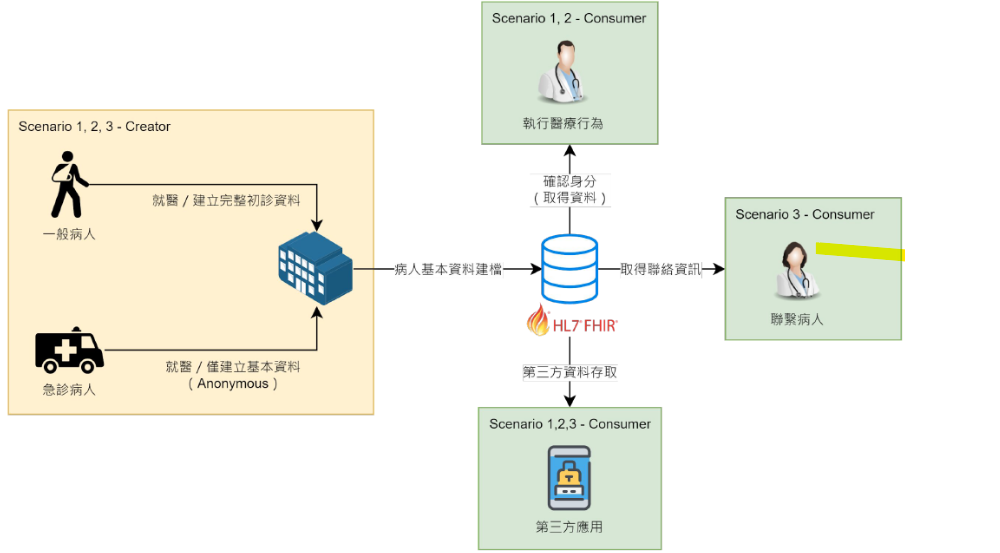 Scenario 1, 2 - Consumer
執行醫療行為
Scenario 1, 2, 3 - Creator
一般病人
就醫 / 建立完整初診資料
急診病人
就醫 / 僅建立基本資料
( Anonymous )
病人基本資料建檔
確認身分
( 取得資料 )
HL7® FHIR®
取得聯絡資訊
Scenario 3 - Consumer
聯繫病人
第三方資料存取
Scenario 1,2,3 - Consumer
第三方應用